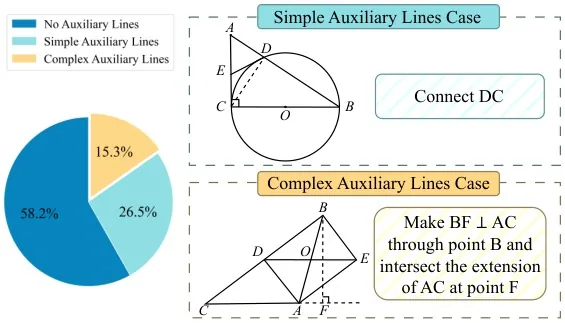 No Auxiliary Lines
Simple Auxiliary Lines
Complex Auxiliary Lines
15.3%
58.2%
26.5%
Simple Auxiliary Lines Case
A
D
E
C
O
B
Connect DC
Complex Auxiliary Lines Case
B
D
O
E
C
A
F
Make BF ⊥ AC
through point B and
intersect the extension
of AC at point F